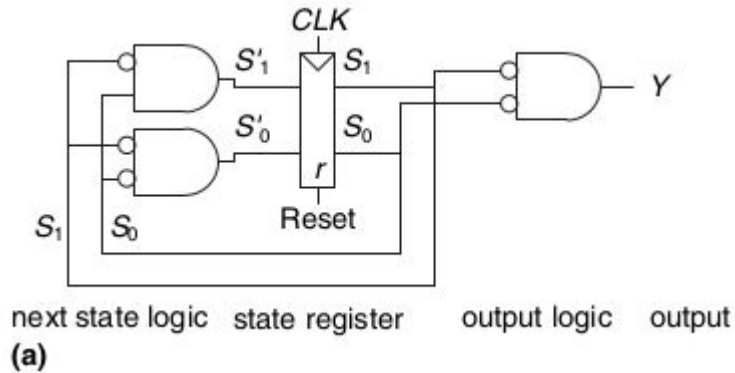 CLK
S'1
S1
Y
S'0
S0
r
Reset
S1
S0
next state logic state register output logic output
(a)